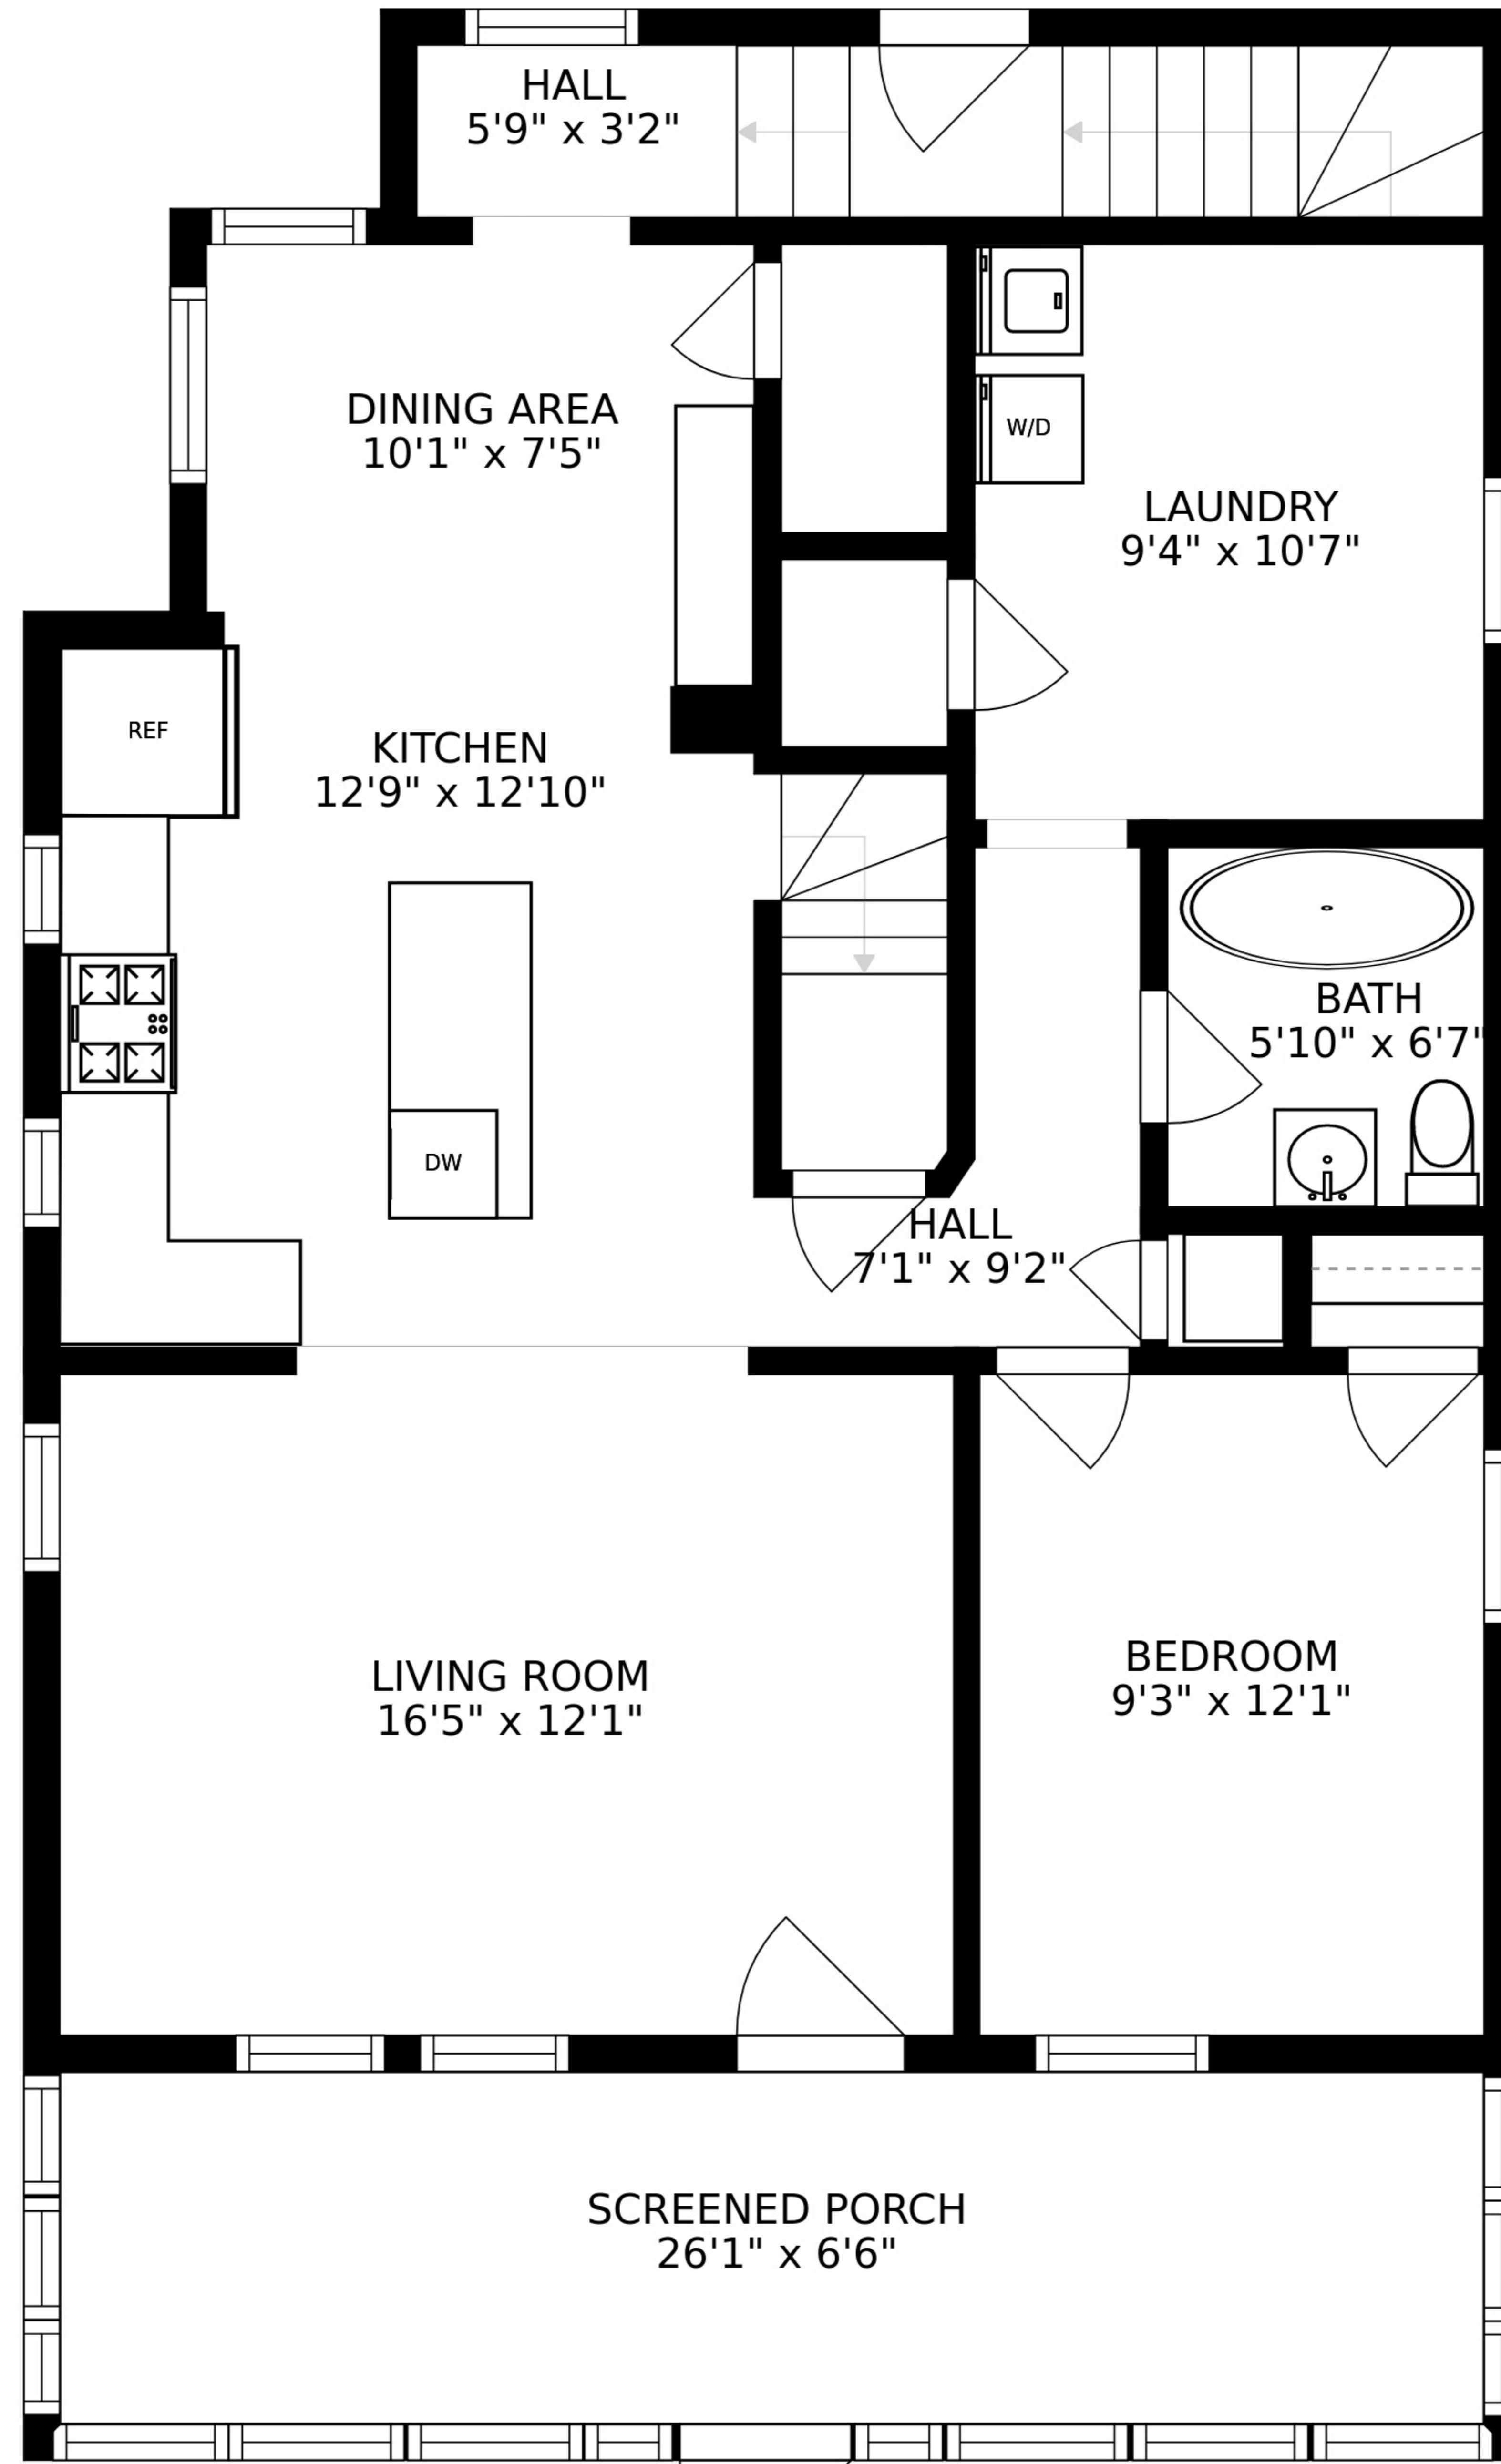 HALL
5'9" x 3'2"
DINING AREA
10'1" x 7'5"
W/D
LAUNDRY
9'4" x 10'7"
REF
KITCHEN
12'9" x 12'10"
BATH
5'10" x 6'7"
DW
HALL
7'1" x 9'2"
LIVING ROOM
16'5" x 12'1"
BEDROOM
9'3" x 12'1"
SCREENED PORCH
26'1" x 6'6"